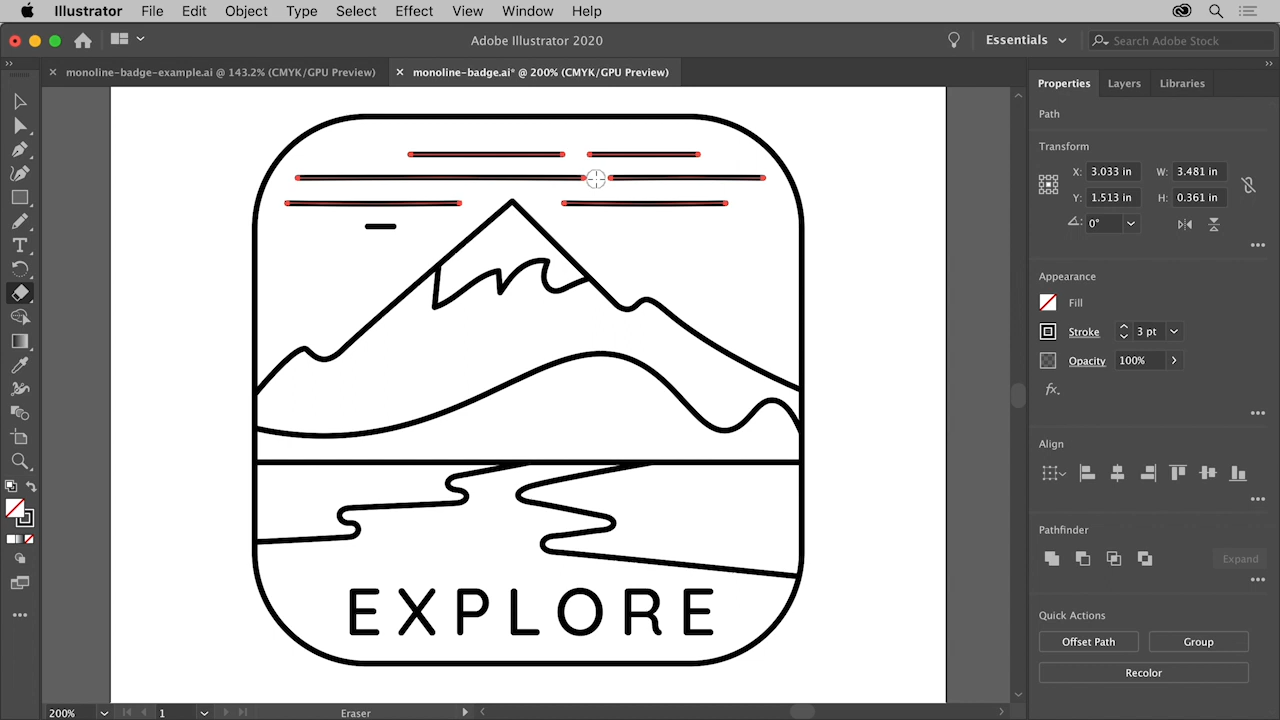 Illustrator File Edit Object Type Select Effect View Window Help
Adobe Illustrator 2020
Essentials
Search Adobe Stock
monoline-badge-example.ai @ 143.2% (CMYK/GPU Preview)
monoline-badge.ai* @ 200% (CMYK/GPU Preview)
Properties Layers Libraries
Path
Transform
X: 3.033 in W: 3.481 in
Y: 1.513 in H: 0.361 in
0°
Appearance
Fill
Stroke 3 pt
Opacity 100%
fx.
Align
Pathfinder
Expand
Quick Actions
Offset Path Group
Recolor
EXPLORE
200% 1 Eraser